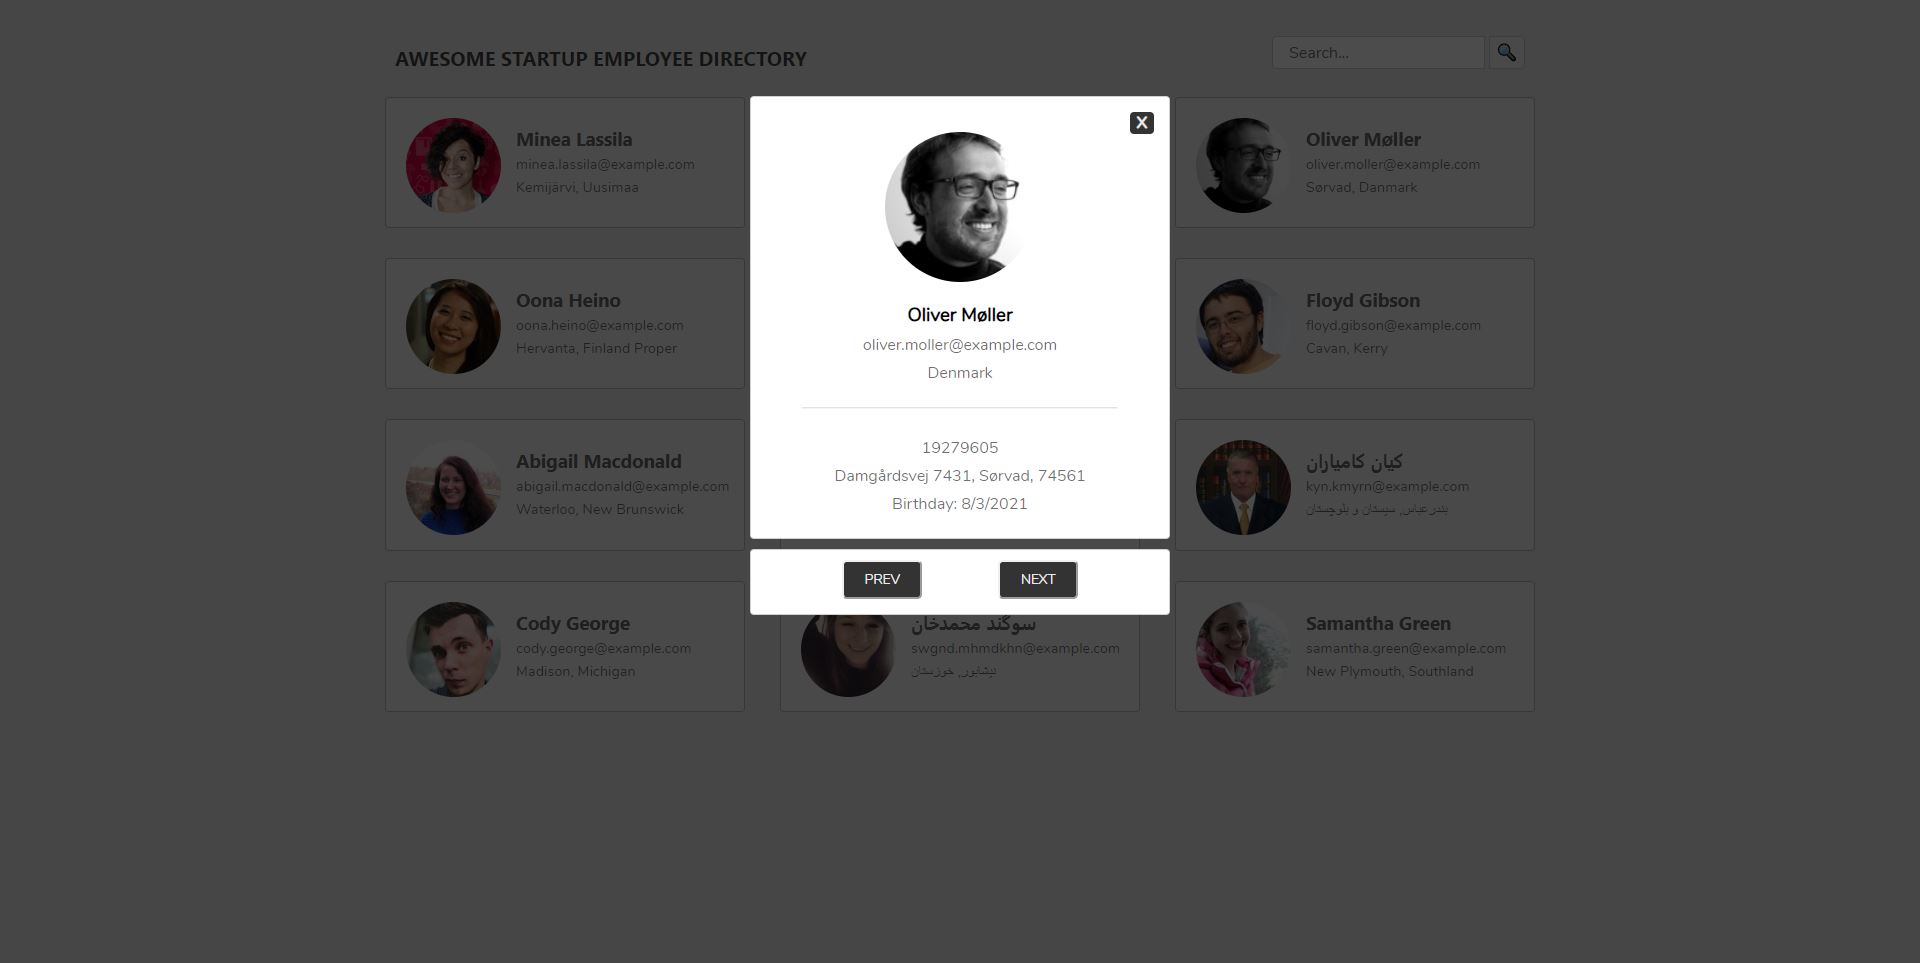 AWESOME STARTUP EMPLOYEE DIRECTORY
Search...
Minea Lassila
minea.lassila@example.com
Kemijärvi, Uusimaa
X
Oliver Møller
oliver.moller@example.com
Denmark
19279605
Damgårdsvej 7431, Sørvad, 74561
Birthday: 8/3/2021
PREV
NEXT
Oliver Møller
oliver.moller@example.com
Sørvad, Danmark
Oona Heino
oona.heino@example.com
Hervanta, Finland Proper
Floyd Gibson
floyd.gibson@example.com
Cavan, Kerry
Abigail Macdonald
abigail.macdonald@example.com
Waterloo, New Brunswick
کیان کامیاران
kyn.kmyrn@example.com
بندرعباس, سیستان و بلوچستان
Cody George
cody.george@example.com
Madison, Michigan
سوگند محمدخان
swgnd.mhmdkhn@example.com
نیشابور, خوزستان
Samantha Green
samantha.green@example.com
New Plymouth, Southland